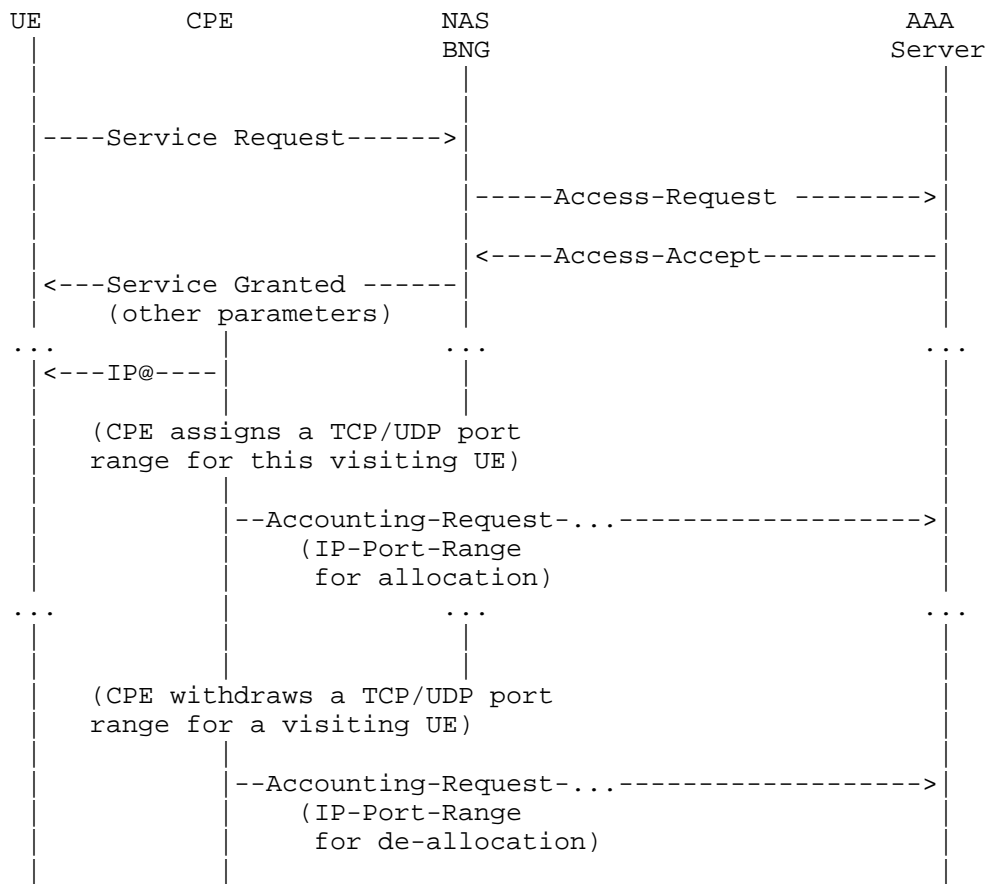 UE CPE NAS AAA
BNG Server
----Service Request------>
-----Access-Request -------->
<----Access-Accept-----------
<---Service Granted ------
(other parameters)
... ... ...
<---IP@----
(CPE assigns a TCP/UDP port
range for this visiting UE)
--Accounting-Request-...------------------->
(IP-Port-Range
for allocation)
... ... ...
(CPE withdraws a TCP/UDP port
range for a visiting UE)
--Accounting-Request-...------------------->
(IP-Port-Range
for de-allocation)